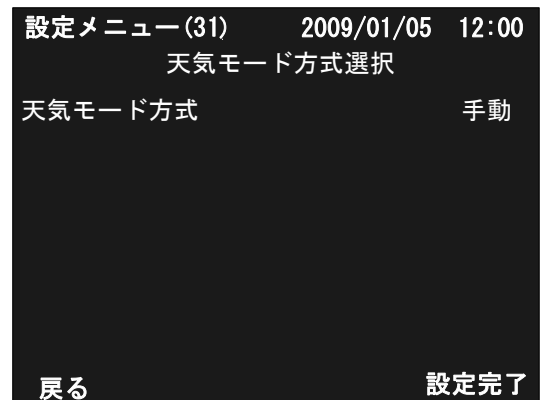 設定メニュー(31) 2009/01/05 12:00
天気モード方式選択
天気モード方式 手動
戻る 設定完了